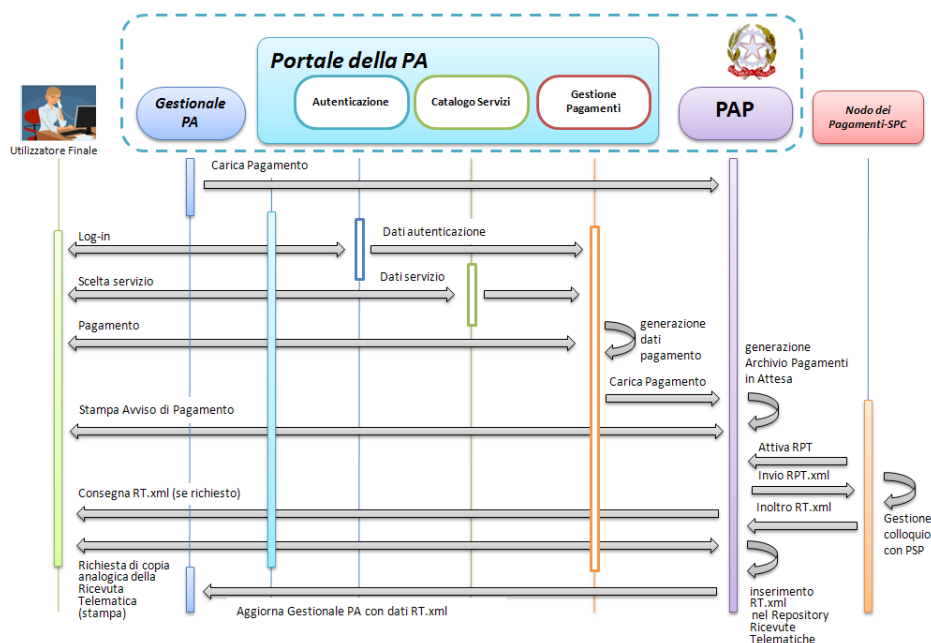 Portale della PA
Autenticazione
Catalogo Servizi
Gestione
Pagamenti
Gestionale
PA
PAP
Nodo dei
Pagamenti-SPC
Utilizzatore Finale
Carica Pagamento
Log-in
Dati autenticazione
Scelta servizio
Dati servizio
Pagamento
generazione
dati
pagamento
generazione
Archivio Pagamenti
in Attesa
Carica Pagamento
Stampa Avviso di Pagamento
Attiva RPT
Invio RPT.xml
Consegna RT.xml (se richiesto)
Inoltro RT.xml
Gestione
colloquio
con PSP
Richiesta di copia
analogica della
Ricevuta
Telematica
(stampa)
Aggiorna Gestionale PA con dati RT.xml
inserimento
RT.xml
nel Repository
Ricevute
Telematiche